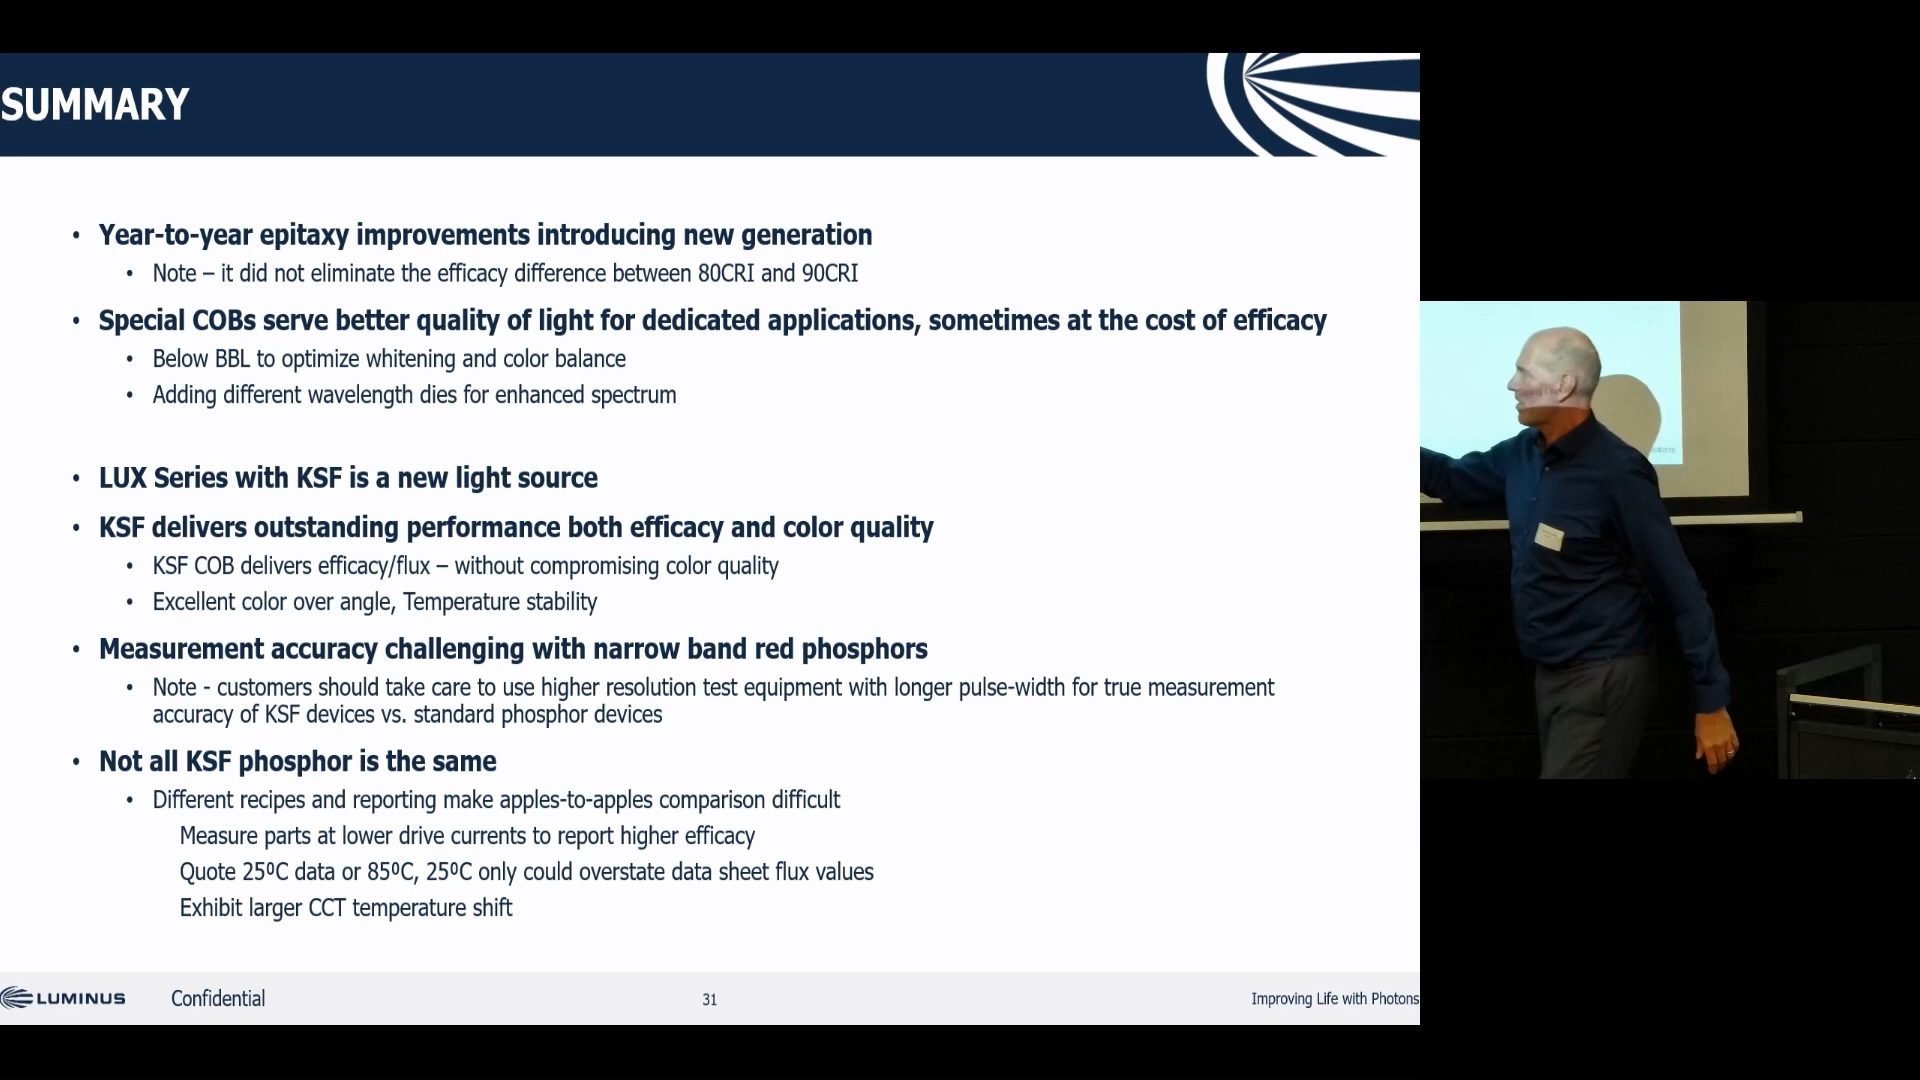 SUMMARY
• Year-to-year epitaxy improvements introducing new generation
• Note – it did not eliminate the efficacy difference between 80CRI and 90CRI
• Special COBs serve better quality of light for dedicated applications, sometimes at the cost of efficacy
• Below BBL to optimize whitening and color balance
• Adding different wavelength dies for enhanced spectrum
• LUX Series with KSF is a new light source
• KSF delivers outstanding performance both efficacy and color quality
• KSF COB delivers efficacy/flux – without compromising color quality
• Excellent color over angle, Temperature stability
• Measurement accuracy challenging with narrow band red phosphors
• Note - customers should take care to use higher resolution test equipment with longer pulse-width for true measurement
accuracy of KSF devices vs. standard phosphor devices
• Not all KSF phosphor is the same
• Different recipes and reporting make apples-to-apples comparison difficult
Measure parts at lower drive currents to report higher efficacy
Quote 25⁰C data or 85⁰C, 25⁰C only could overstate data sheet flux values
Exhibit larger CCT temperature shift
LUMINUS
Confidential
31
Improving Life with Photons